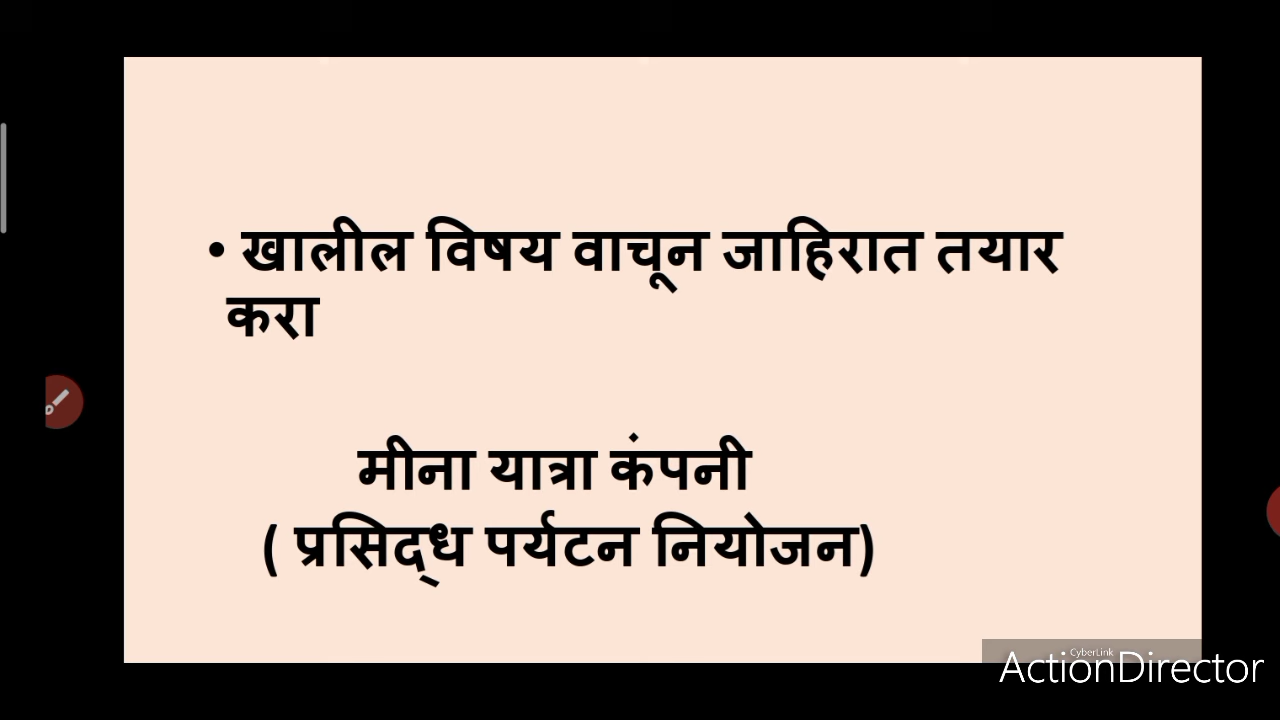 • खालील विषय वाचून जाहिरात तयार
करा
मीना यात्रा कंपनी
( प्रसिद्ध पर्यटन नियोजन)
CyberLink
ActionDirector